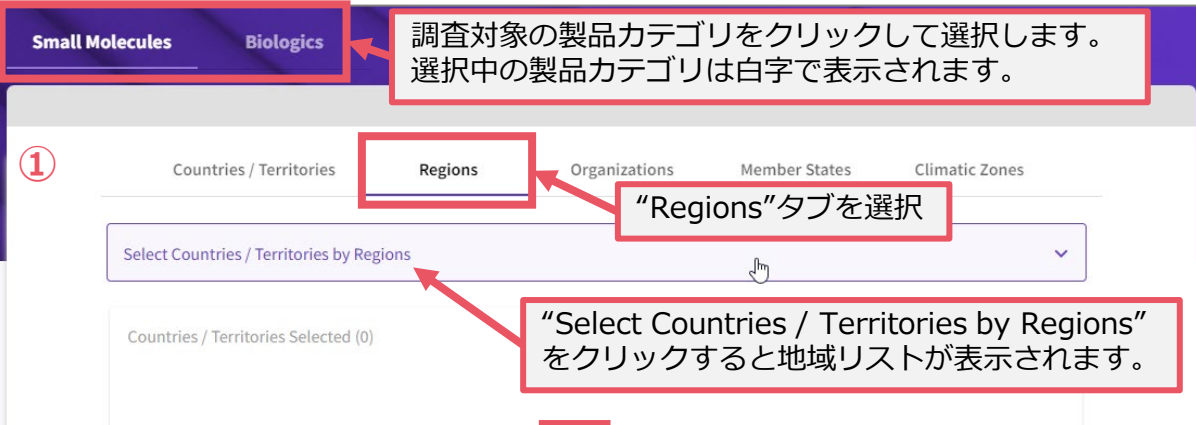 Small Molecules Biologics
調査対象の製品カテゴリをクリックして選択します。
選択中の製品カテゴリは白字で表示されます。
①
Countries / Territories Regions Organizations Member States Climatic Zones
“Regions”タブを選択
Select Countries / Territories by Regions
“Select Countries / Territories by Regions”
をクリックすると地域リストが表示されます。
Countries / Territories Selected (0)